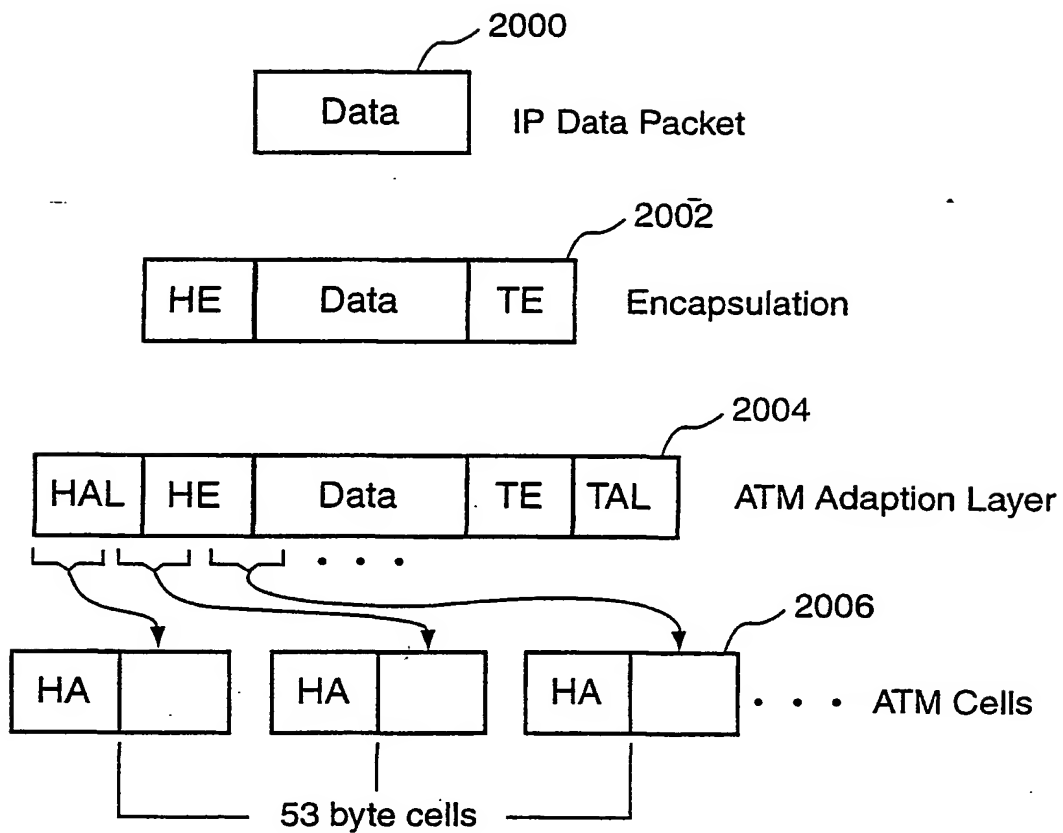 2000
Data
IP Data Packet
2002
HE Data TE
Encapsulation
2004
HAL HE Data TE TAL
ATM Adaption Layer
2006
HA HA HA
ATM Cells
53 byte cells